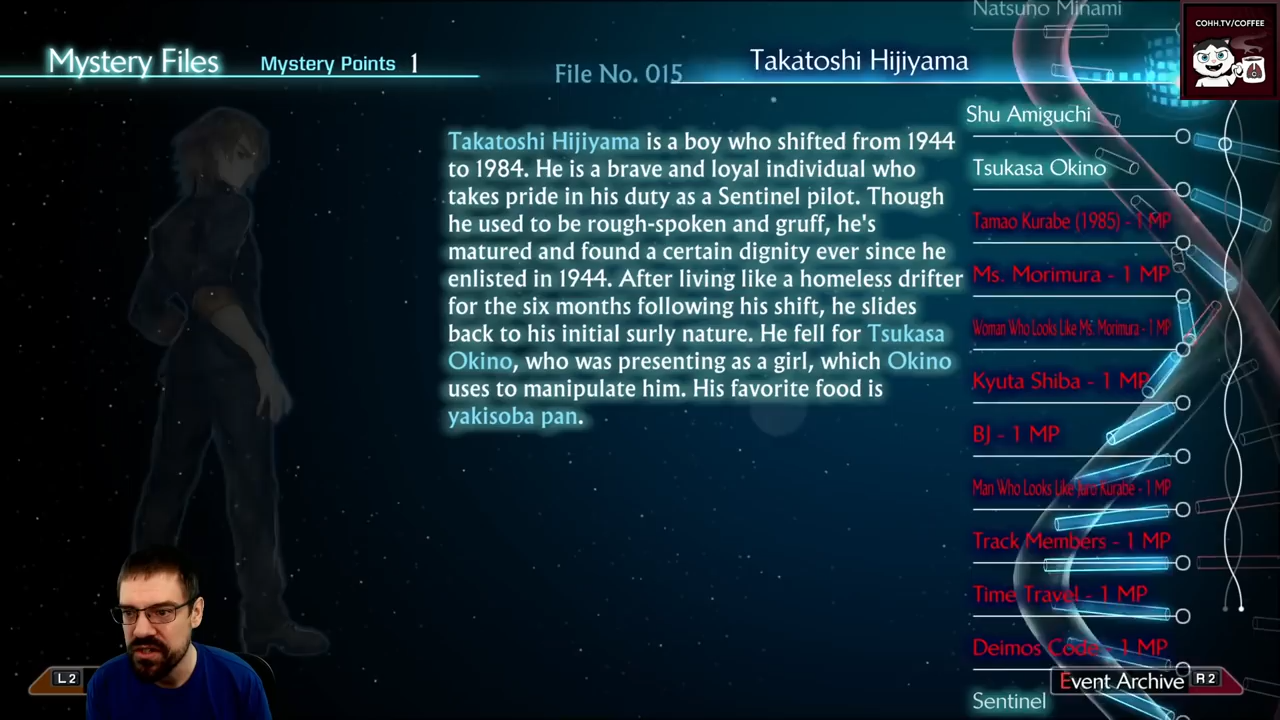 Natsuno Minami
COHH.TV/COFFEE
Mystery Files
Mystery Points 1
File No. 015
Takatoshi Hijiyama
Takatoshi Hijiyama is a boy who shifted from 1944
to 1984. He is a brave and loyal individual who
takes pride in his duty as a Sentinel pilot. Though
he used to be rough-spoken and gruff, he's
matured and found a certain dignity ever since he
enlisted in 1944. After living like a homeless drifter
for the six months following his shift, he slides
back to his initial surly nature. He fell for Tsukasa
Okino, who was presenting as a girl, which Okino
uses to manipulate him. His favorite food is
yakisoba pan.
Shu Amiguchi
Tsukasa Okino
Tamao Kurabe (1985) - 1 MP
Ms. Morimura - 1 MP
Woman Who Looks Like Ms. Morimura - 1 MP
Kyuta Shiba - 1 MP
BJ - 1 MP
Man Who Looks Like Juro Kurabe - 1 MP
Track Members - 1 MP
Time Travel - 1 MP
Deimos Code - 1 MP
Sentinel
L2
Event Archive R2